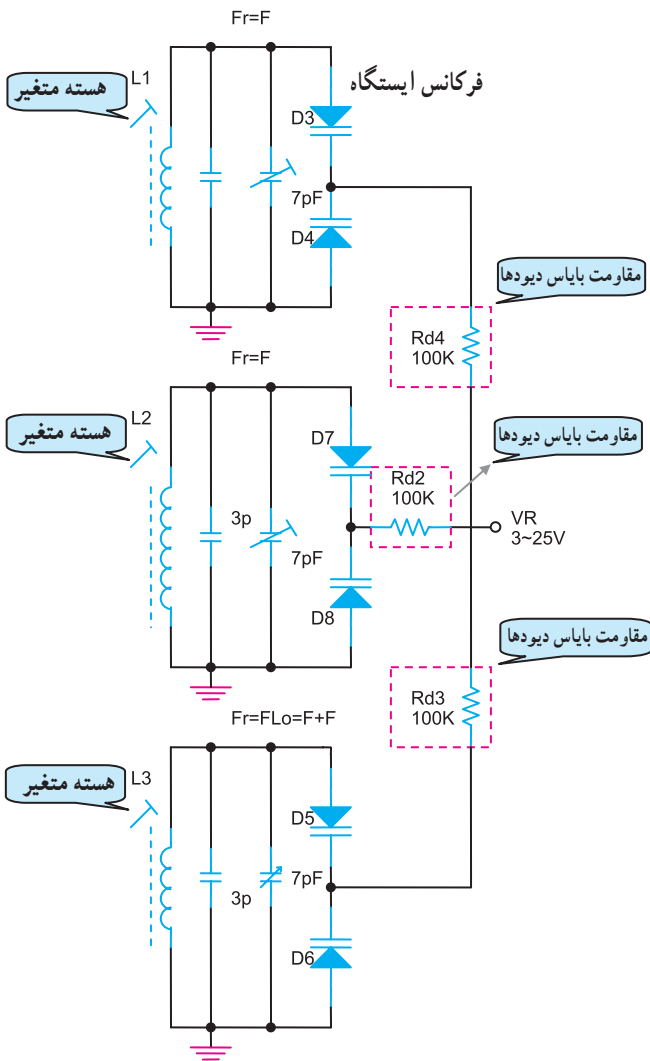 Fr=F
هسته متغیر
L1
فرکانس ایستگاه
D3
7pF
D4
مقاومت بایاس دیودها
Rd4
100K
Fr=F
هسته متغیر
L2
D7
مقاومت بایاس دیودها
Rd2
100K
3p
7pF
VR
3~25V
D8
مقاومت بایاس دیودها
Rd3
100K
Fr=FLo=F+F
هسته متغیر
L3
D5
7pF
3p
D6